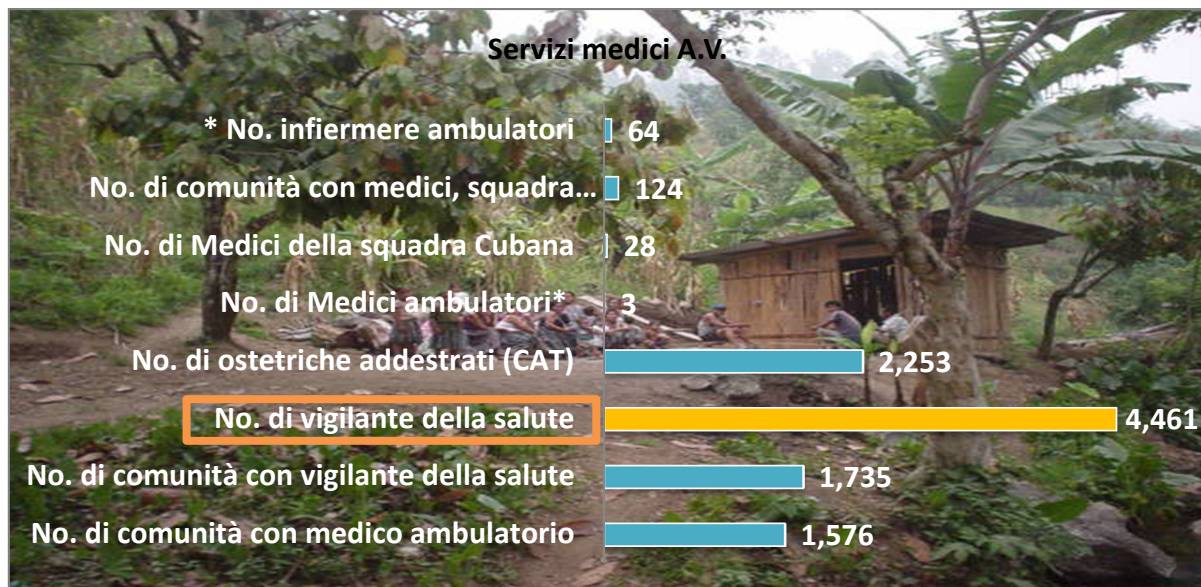 Servizi medici A.V.
* No. infiermere ambulatori 64
No. di comunità con medici, squadra... 124
No. di Medici della squadra Cubana 28
No. di Medici ambulatori* 3
No. di ostetriche addestrati (CAT) 2,253
No. di vigilante della salute 4,461
No. di comunità con vigilante della salute 1,735
No. di comunità con medico ambulatorio 1,576